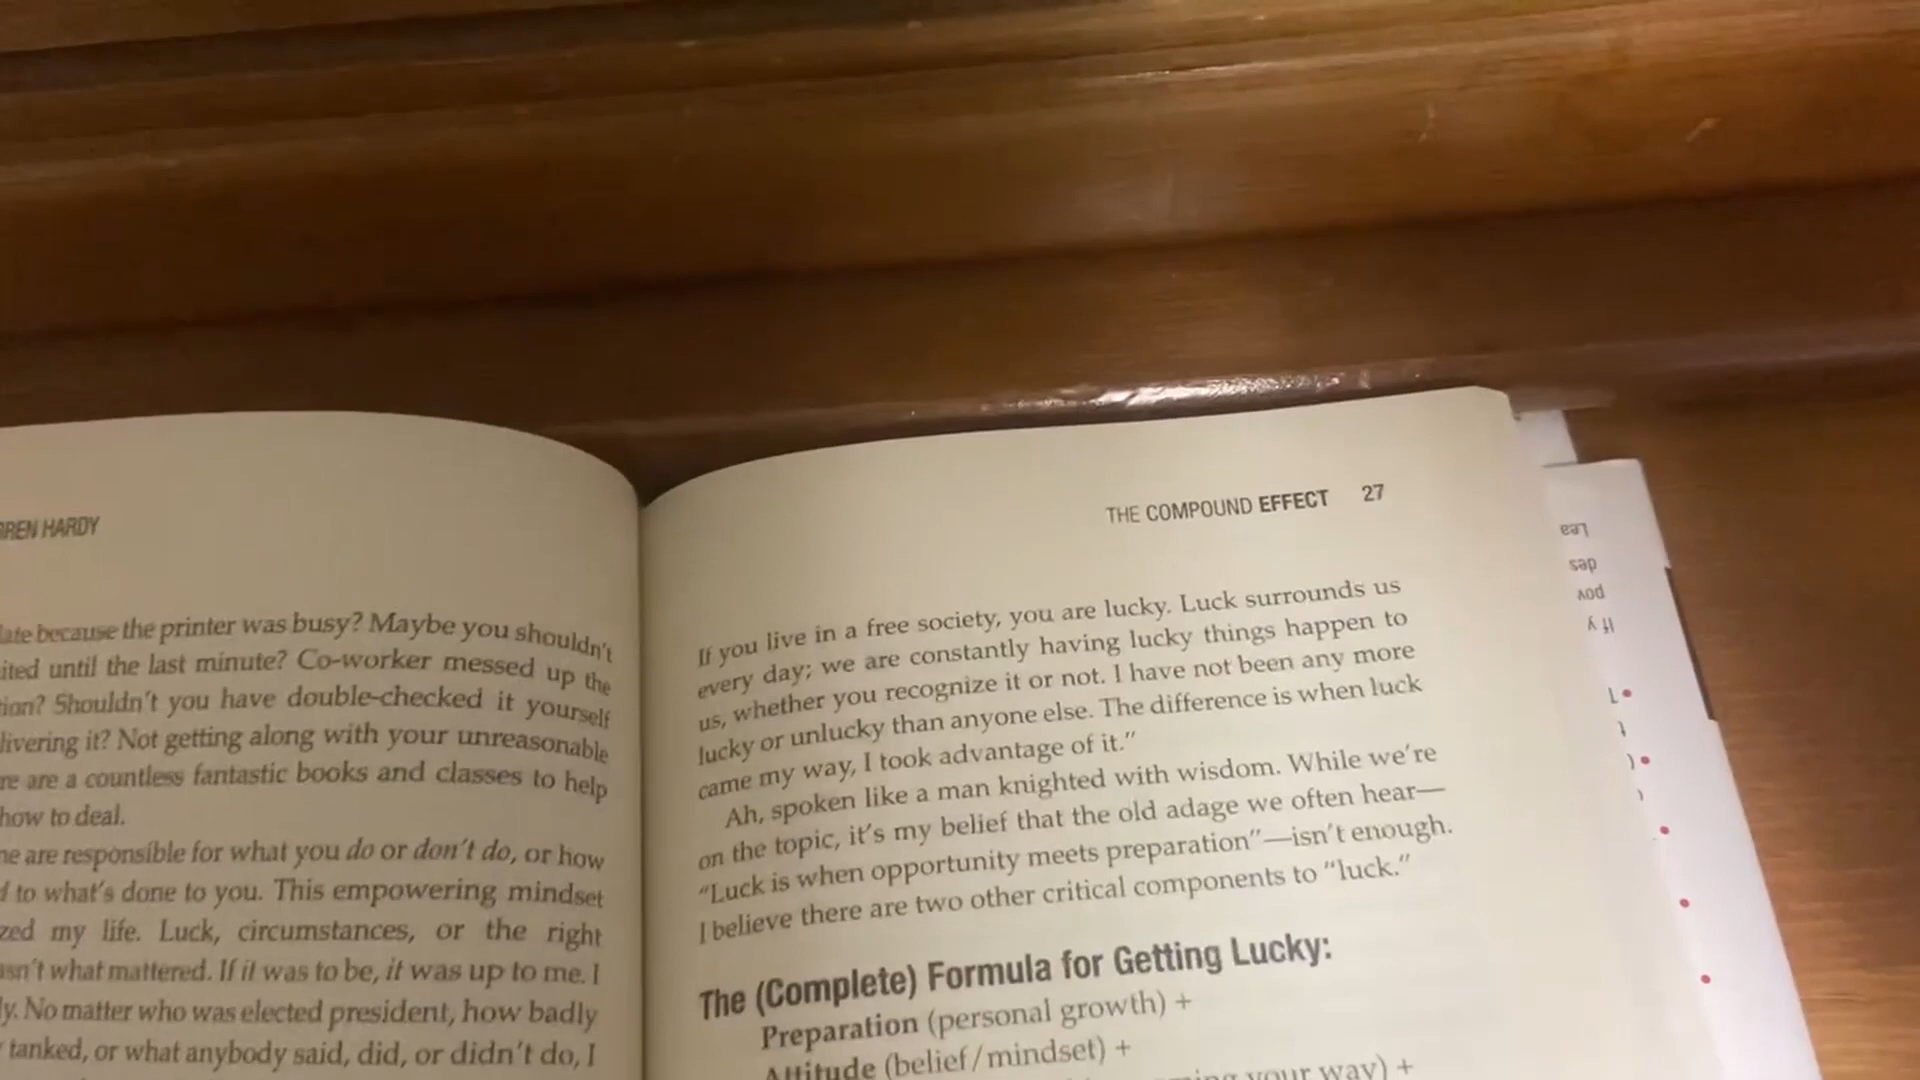 RREN HARDY
late because the printer was busy? Maybe you shouldn't
ited until the last minute? Co-worker messed up the
tion? Shouldn't you have double-checked it yourself
livering it? Not getting along with your unreasonable
re are a countless fantastic books and classes to help
how to deal.
ne are responsible for what you do or don't do, or how
d to what's done to you. This empowering mindset
zed my life. Luck, circumstances, or the right
asn't what mattered. If it was to be, it was up to me. I
ly. No matter who was elected president, how badly
tanked, or what anybody said, did, or didn't do, I
THE COMPOUND EFFECT 27
If you live in a free society, you are lucky. Luck surrounds us
every day; we are constantly having lucky things happen to
us, whether you recognize it or not. I have not been any more
lucky or unlucky than anyone else. The difference is when luck
came my way, I took advantage of it."
Ah, spoken like a man knighted with wisdom. While we're
on the topic, it's my belief that the old adage we often hear—
"Luck is when opportunity meets preparation"—isn't enough.
I believe there are two other critical components to "luck."
The (Complete) Formula for Getting Lucky:
Preparation (personal growth) +
Attitude (belief/mindset) +
your way) +
If y
pov
des
Lea